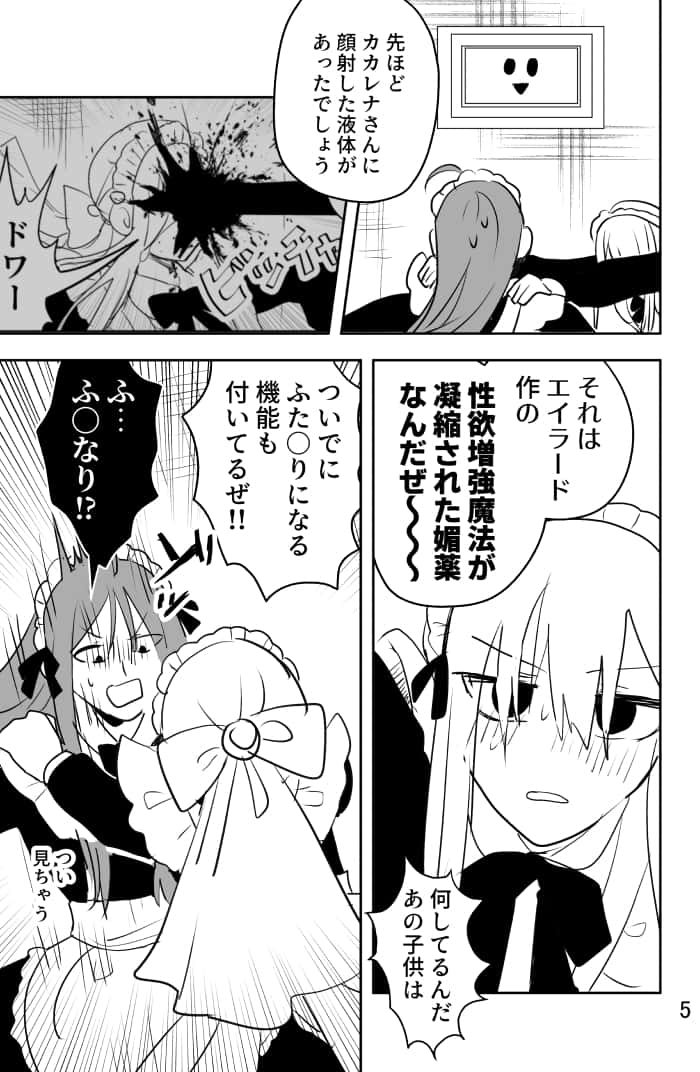 先ほど
カカレナさんに
顔射した液体が
あったでしょう
ビッチャ
ドワー
それは
エイラード
作の
性欲増強魔法が
凝縮された媚薬
なんだぜ～～～
何してるんだ
あの子供は
ついでに
ふた〇りになる
機能も
付いてるぜ!!
ふ…
ふ〇なり!?
つい
見ちゃう
5